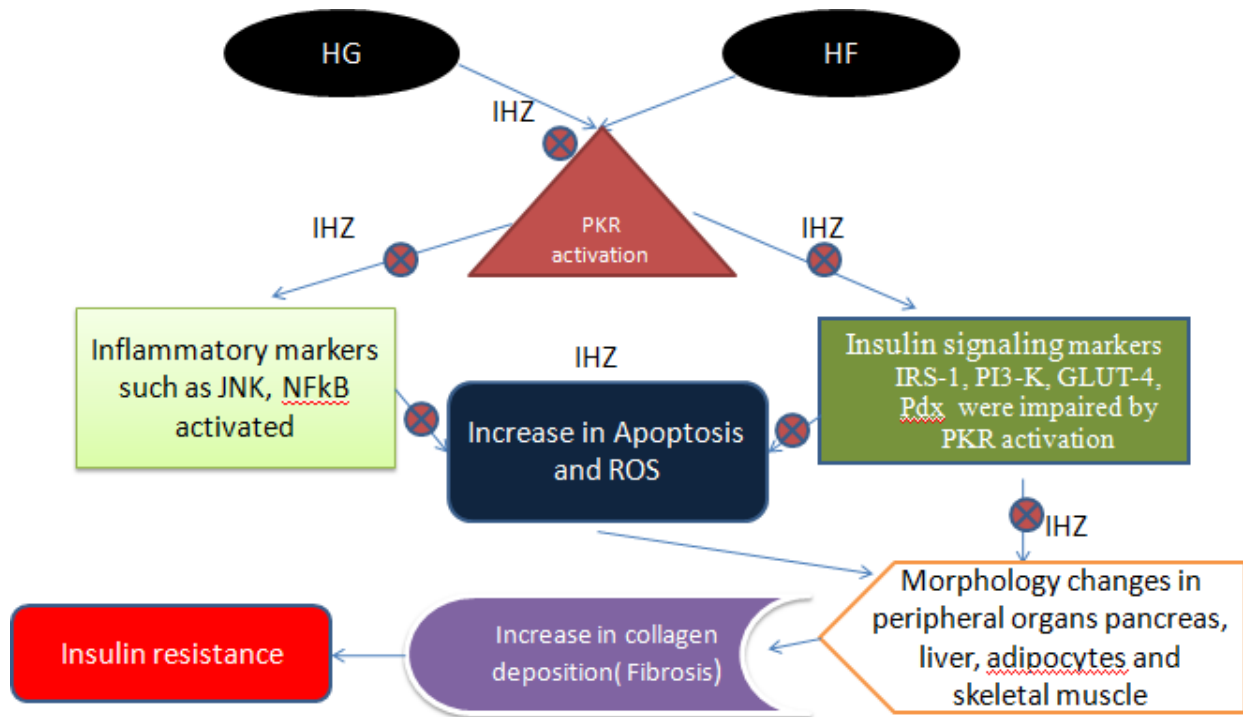 HG
HF
IHZ
PKR
activation
IHZ
IHZ
Inflammatory markers
such as JNK, NFkB
activated
IHZ
Increase in Apoptosis
and ROS
Insulin signaling markers
IRS-1, PI3-K, GLUT-4,
Pdx were impaired by
PKR activation
IHZ
Morphology changes in
peripheral organs pancreas,
liver, adipocytes and
skeletal muscle
Increase in collagen
deposition( Fibrosis)
Insulin resistance